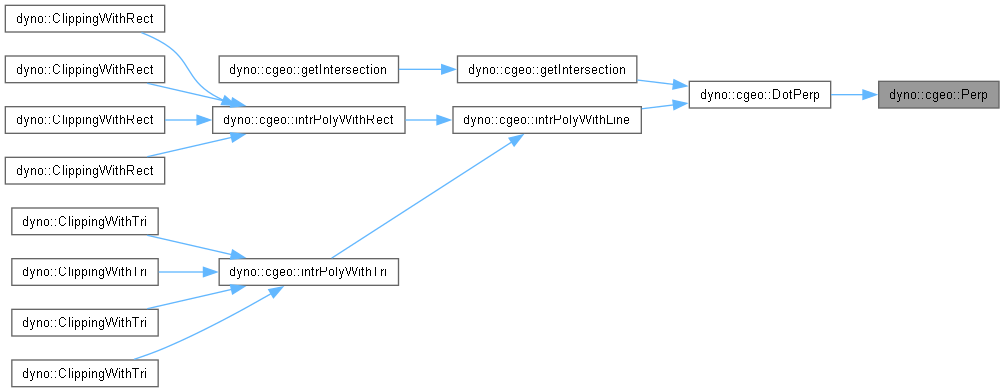 dyno::ClippingWithRect
dyno::ClippingWithRect
dyno::cgeo::getIntersection
dyno::cgeo::getIntersection
dyno::cgeo::DotPerp
dyno::cgeo::Perp
dyno::ClippingWithRect
dyno::cgeo::intrPolyWithRect
dyno::cgeo::intrPolyWithLine
dyno::ClippingWithRect
dyno::ClippingWithTri
dyno::ClippingWithTri
dyno::cgeo::intrPolyWithTri
dyno::ClippingWithTri
dyno::ClippingWithTri